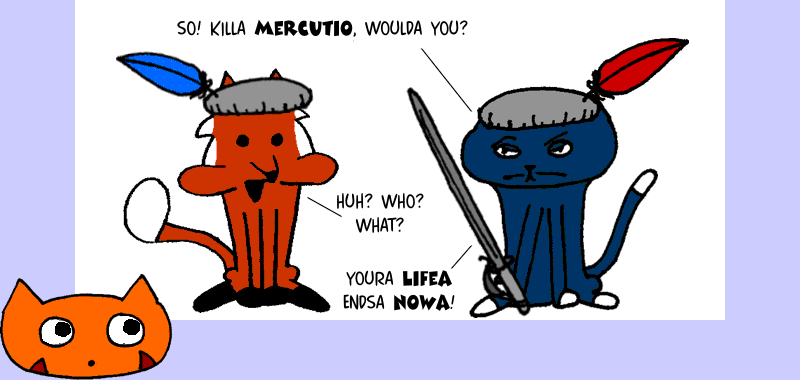 SO! KILLA MERCUTIO, WOULDA YOU?
HUH? WHO?
WHAT?
YOURA LIFEA
ENDSA NOWA!